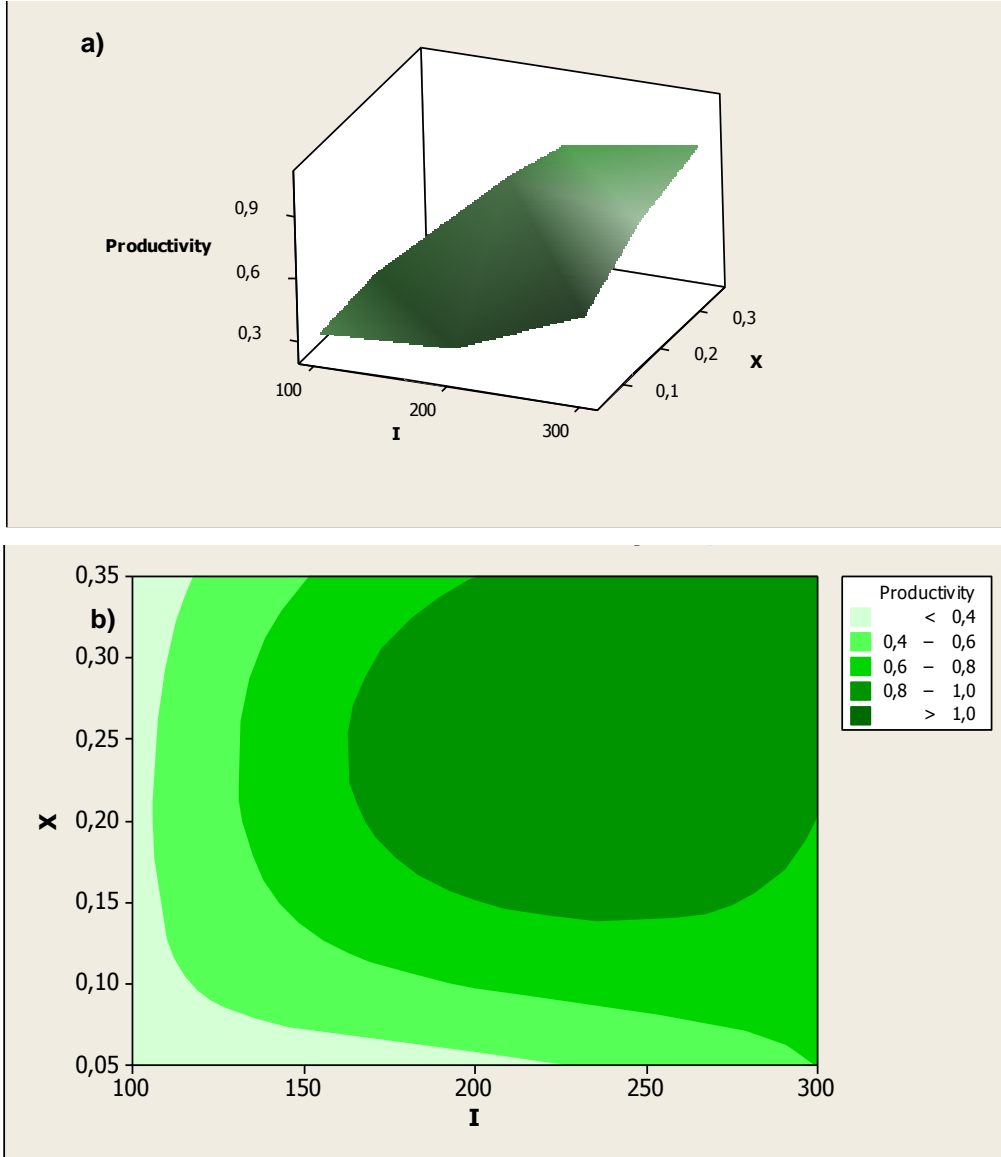 a)
0,9
Productivity
0,6
0,3
0,3
0,2
X
0,1
100
200
300
I
0,35
b)
0,30
0,25
X
0,20
0,15
0,10
0,05
100
150
200
250
300
I
Productivity
< 0,4
0,4 – 0,6
0,6 – 0,8
0,8 – 1,0
> 1,0